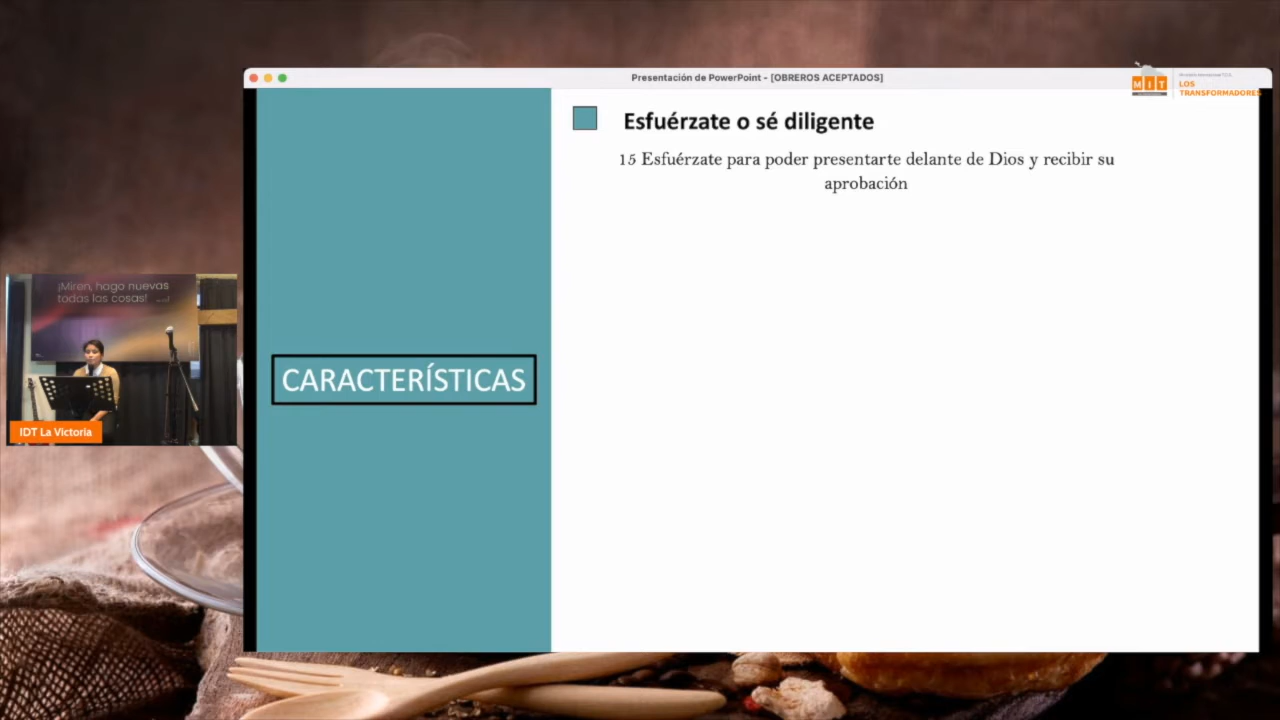 Presentación de PowerPoint - [OBREROS ACEPTADOS]
M I T
LOS
TRANSFORMADORES
Esfuérzate o sé diligente
15 Esfuérzate para poder presentarte delante de Dios y recibir su
aprobación
CARACTERÍSTICAS
¡Miren, hago nuevas
todas las cosas!
IDT La Victoria